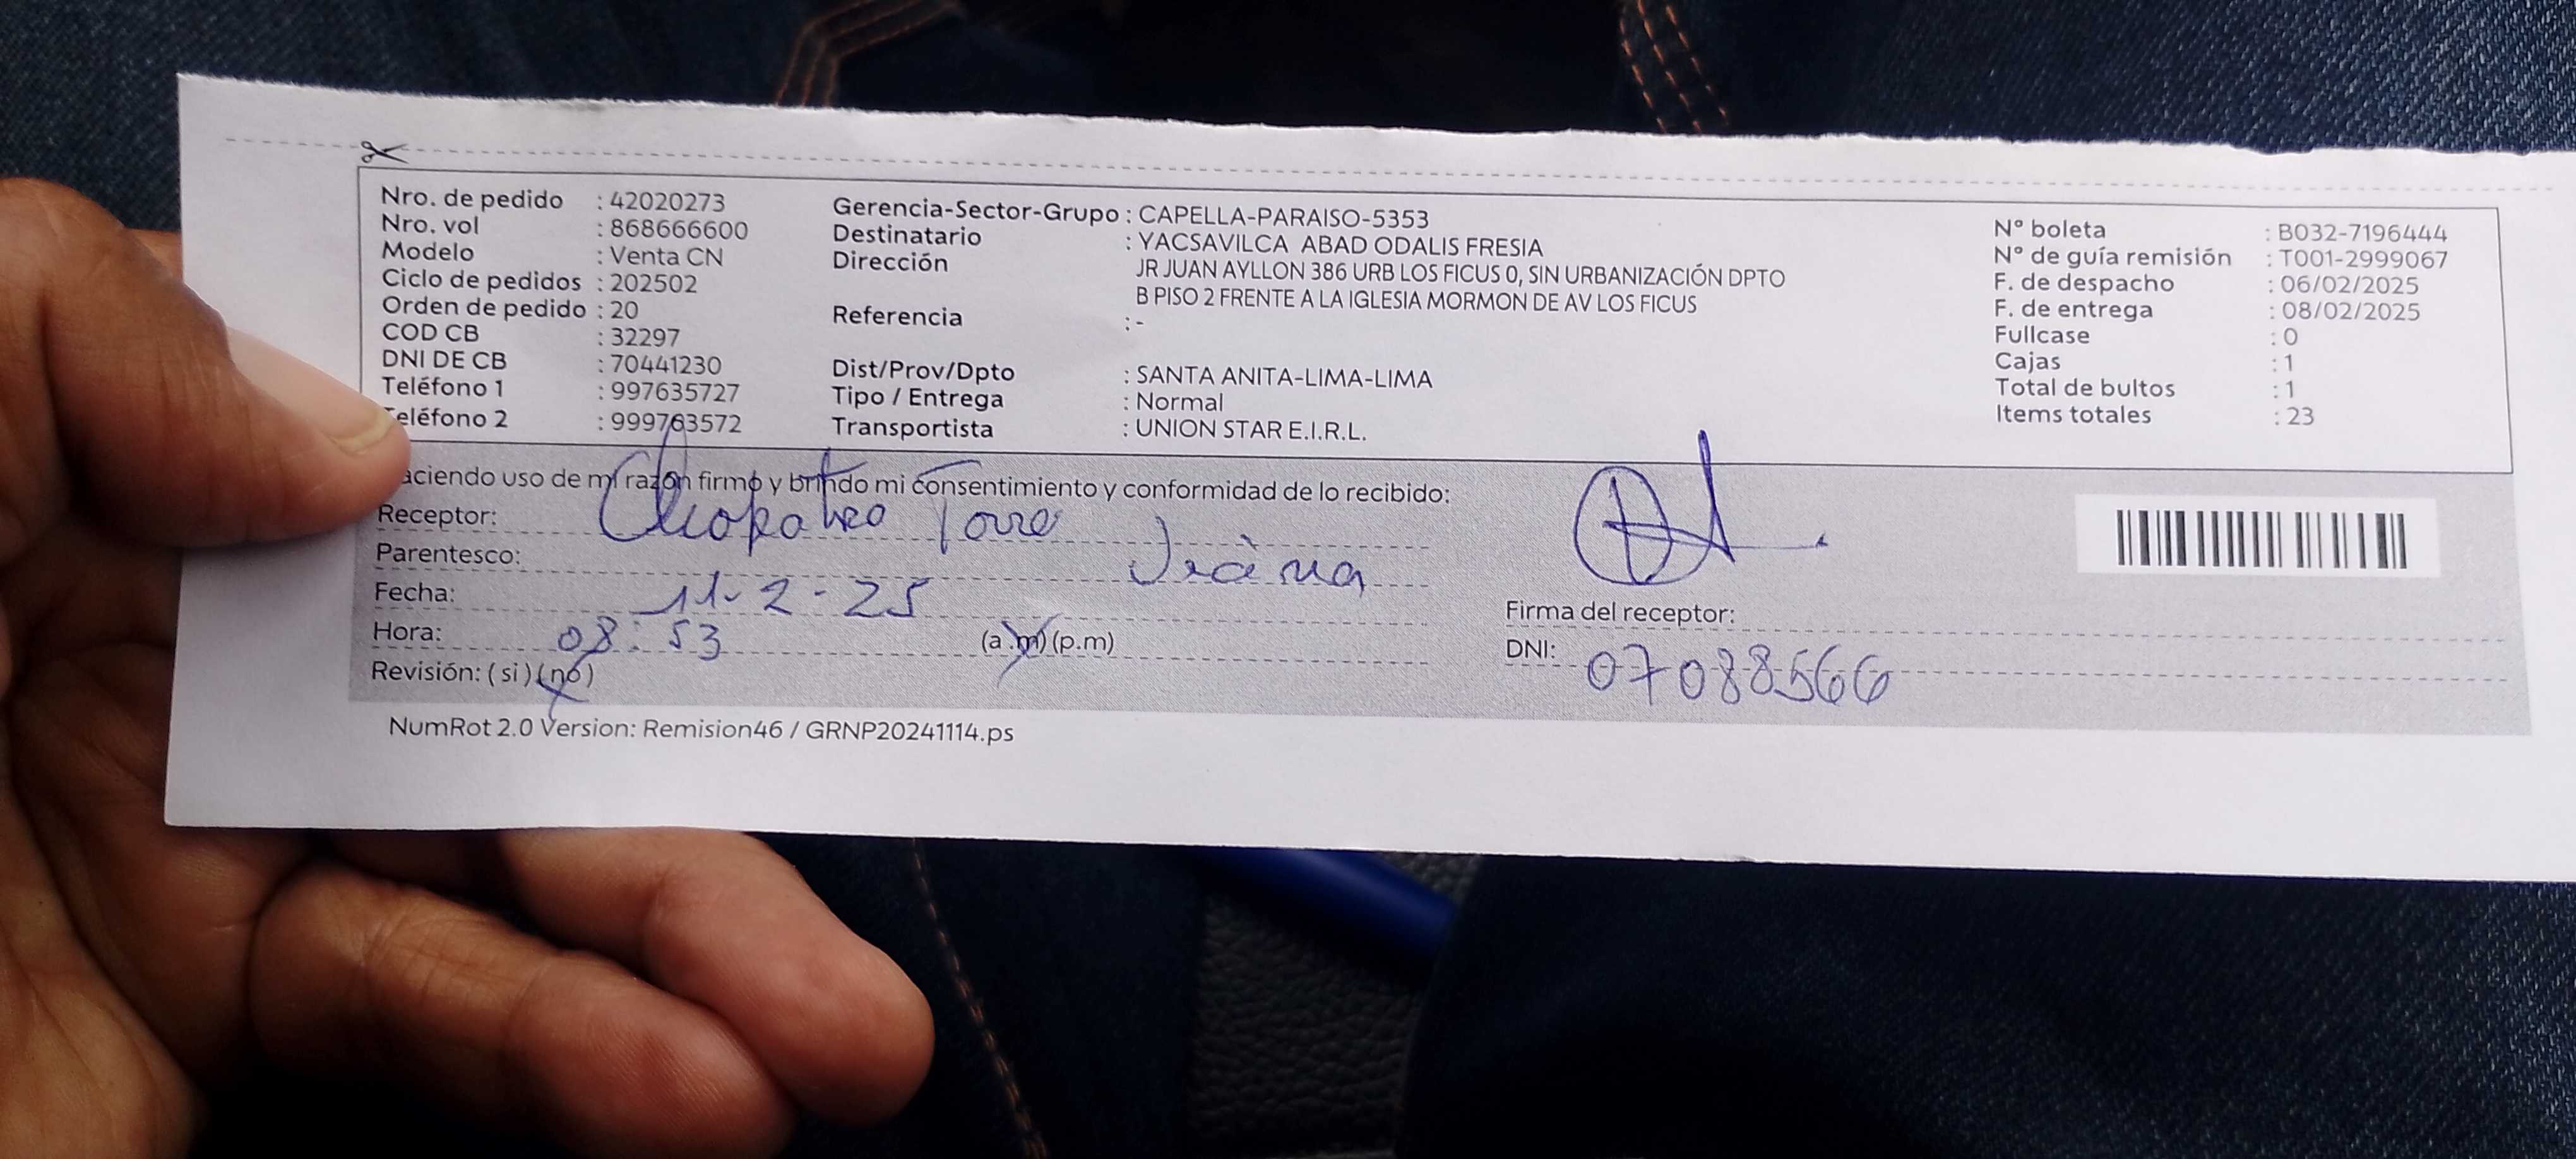 Nro. de pedido : 42020273
Nro. vol : 868666600
Modelo : Venta CN
Ciclo de pedidos : 202502
Orden de pedido : 20
COD CB : 32297
DNI DE CB : 70441230
Teléfono 1 : 997635727
Teléfono 2 : 999763572
Gerencia-Sector-Grupo : CAPELLA-PARAISO-5353
Destinatario : YACSAVILCA ABAD ODALIS FRESIA
Dirección JR JUAN AYLLON 386 URB LOS FICUS 0, SIN URBANIZACIÓN DPTO
B PISO 2 FRENTE A LA IGLESIA MORMON DE AV LOS FICUS
Referencia : -
Dist/Prov/Dpto : SANTA ANITA-LIMA-LIMA
Tipo / Entrega : Normal
Transportista : UNION STAR E.I.R.L.
N° boleta : B032-7196444
N° de guía remisión : T001-2999067
F. de despacho : 06/02/2025
F. de entrega : 08/02/2025
Fullcase : 0
Cajas : 1
Total de bultos : 1
Items totales : 23
aciendo uso de mi razón firmo y brindo mi consentimiento y conformidad de lo recibido:
Receptor: Cleopatra Torre
Parentesco:
Fecha: 11-2-25
Hora: 08:53 (a.m) (p.m)
Revisión: (si) (no)
Firma del receptor:
DNI: 07088566
NumRot 2.0 Version: Remision46 / GRNP20241114.ps